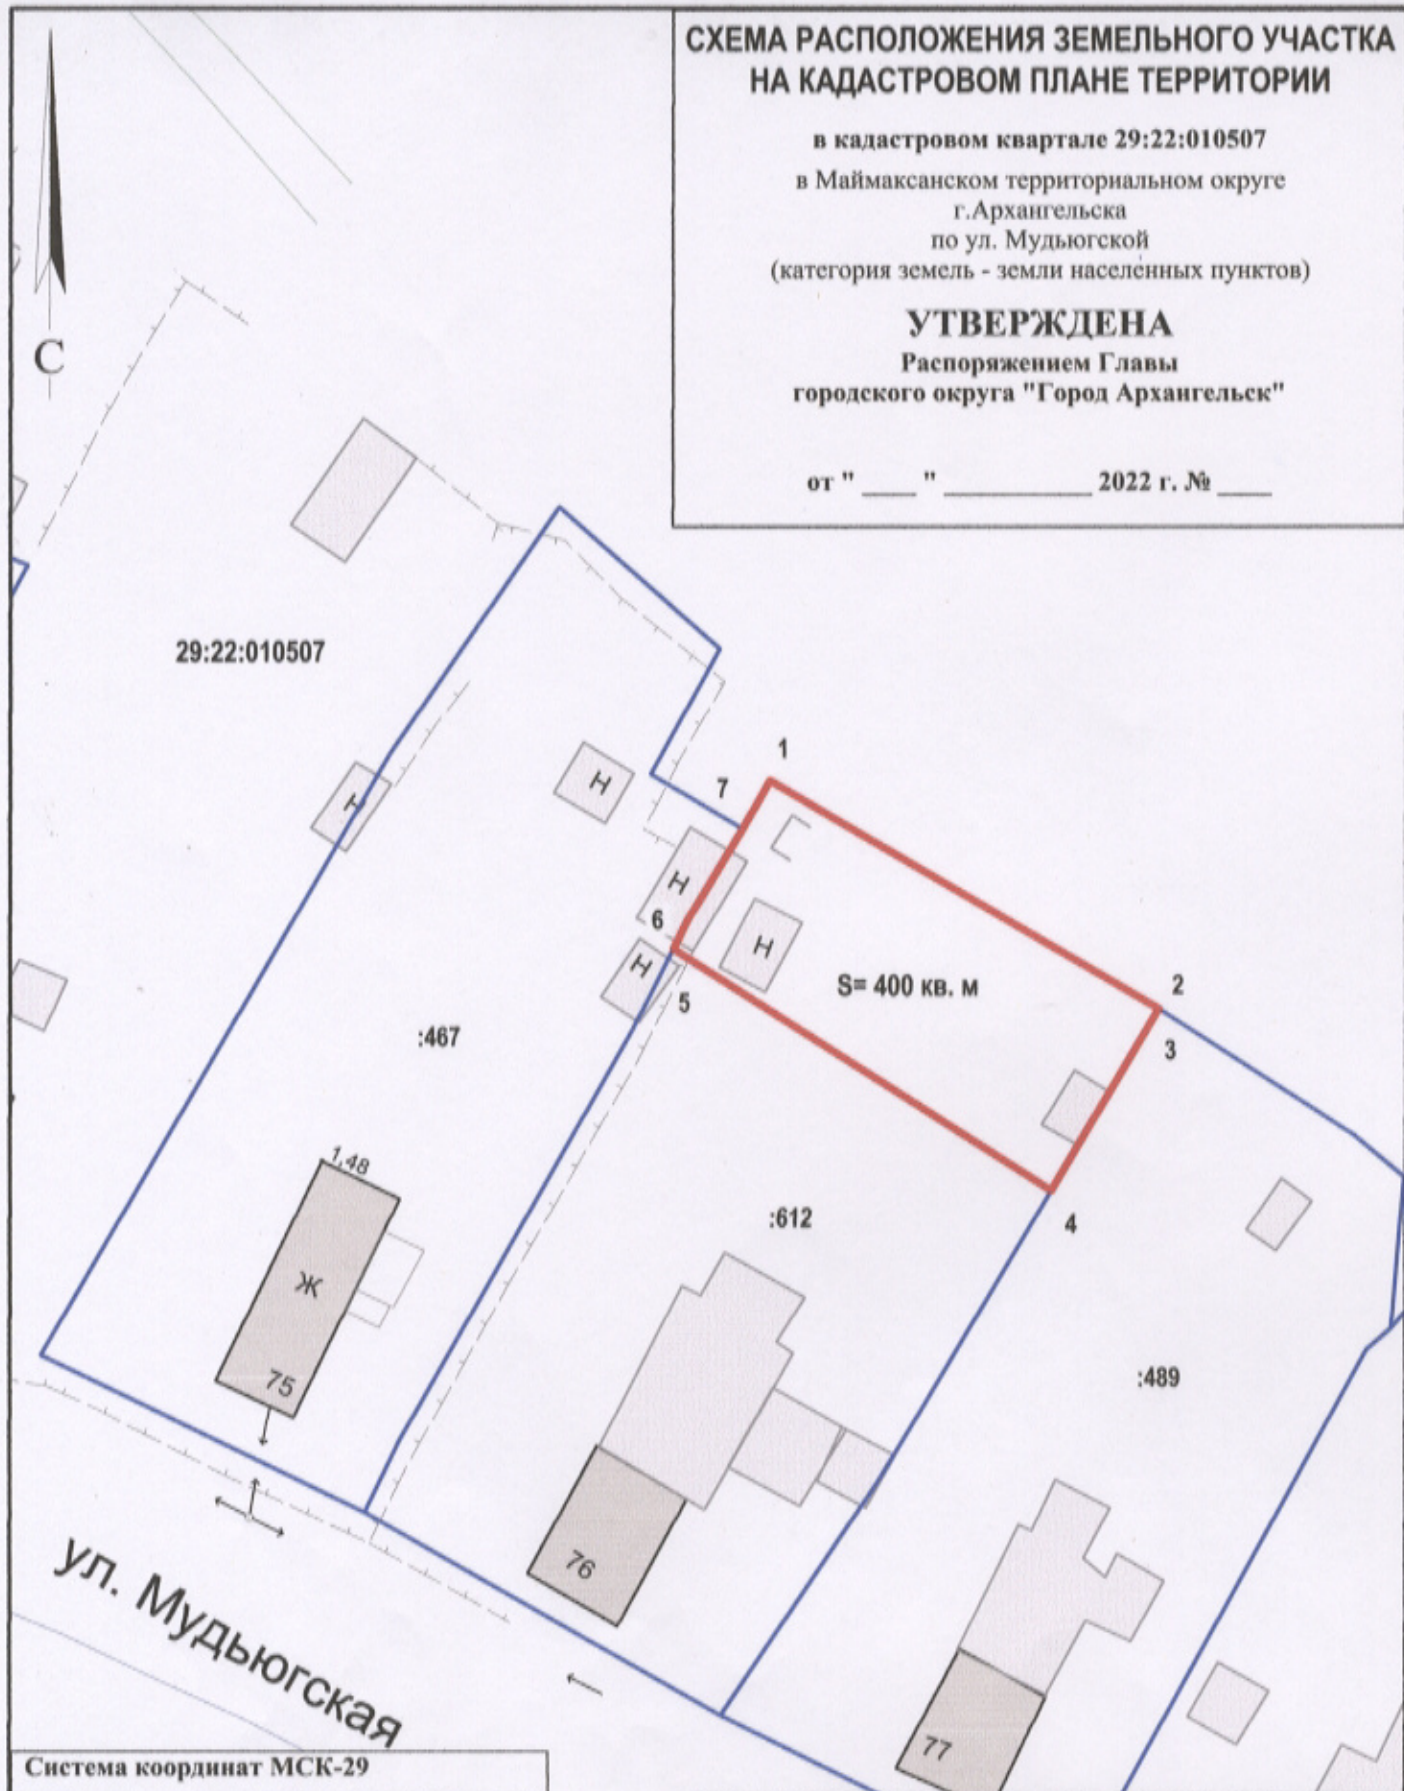 СХЕМА РАСПОЛОЖЕНИЯ ЗЕМЕЛЬНОГО УЧАСТКА
НА КАДАСТРОВОМ ПЛАНЕ ТЕРРИТОРИИ
в кадастровом квартале 29:22:010507
в Маймаксанском территориальном округе
г.Архангельска
по ул. Мудьюгской
(категория земель - земли населённых пунктов)
УТВЕРЖДЕНА
Распоряжением Главы
городского округа "Город Архангельск"
от " ____ " ___________ 2022 г. № ____
С
29:22:010507
1
7
Н
Н
Н
6
Н
Н
S= 400 кв. м
2
5
3
:467
1,48
:612
4
Ж
75
:489
76
77
ул. Мудьюгская
Система координат МСК-29